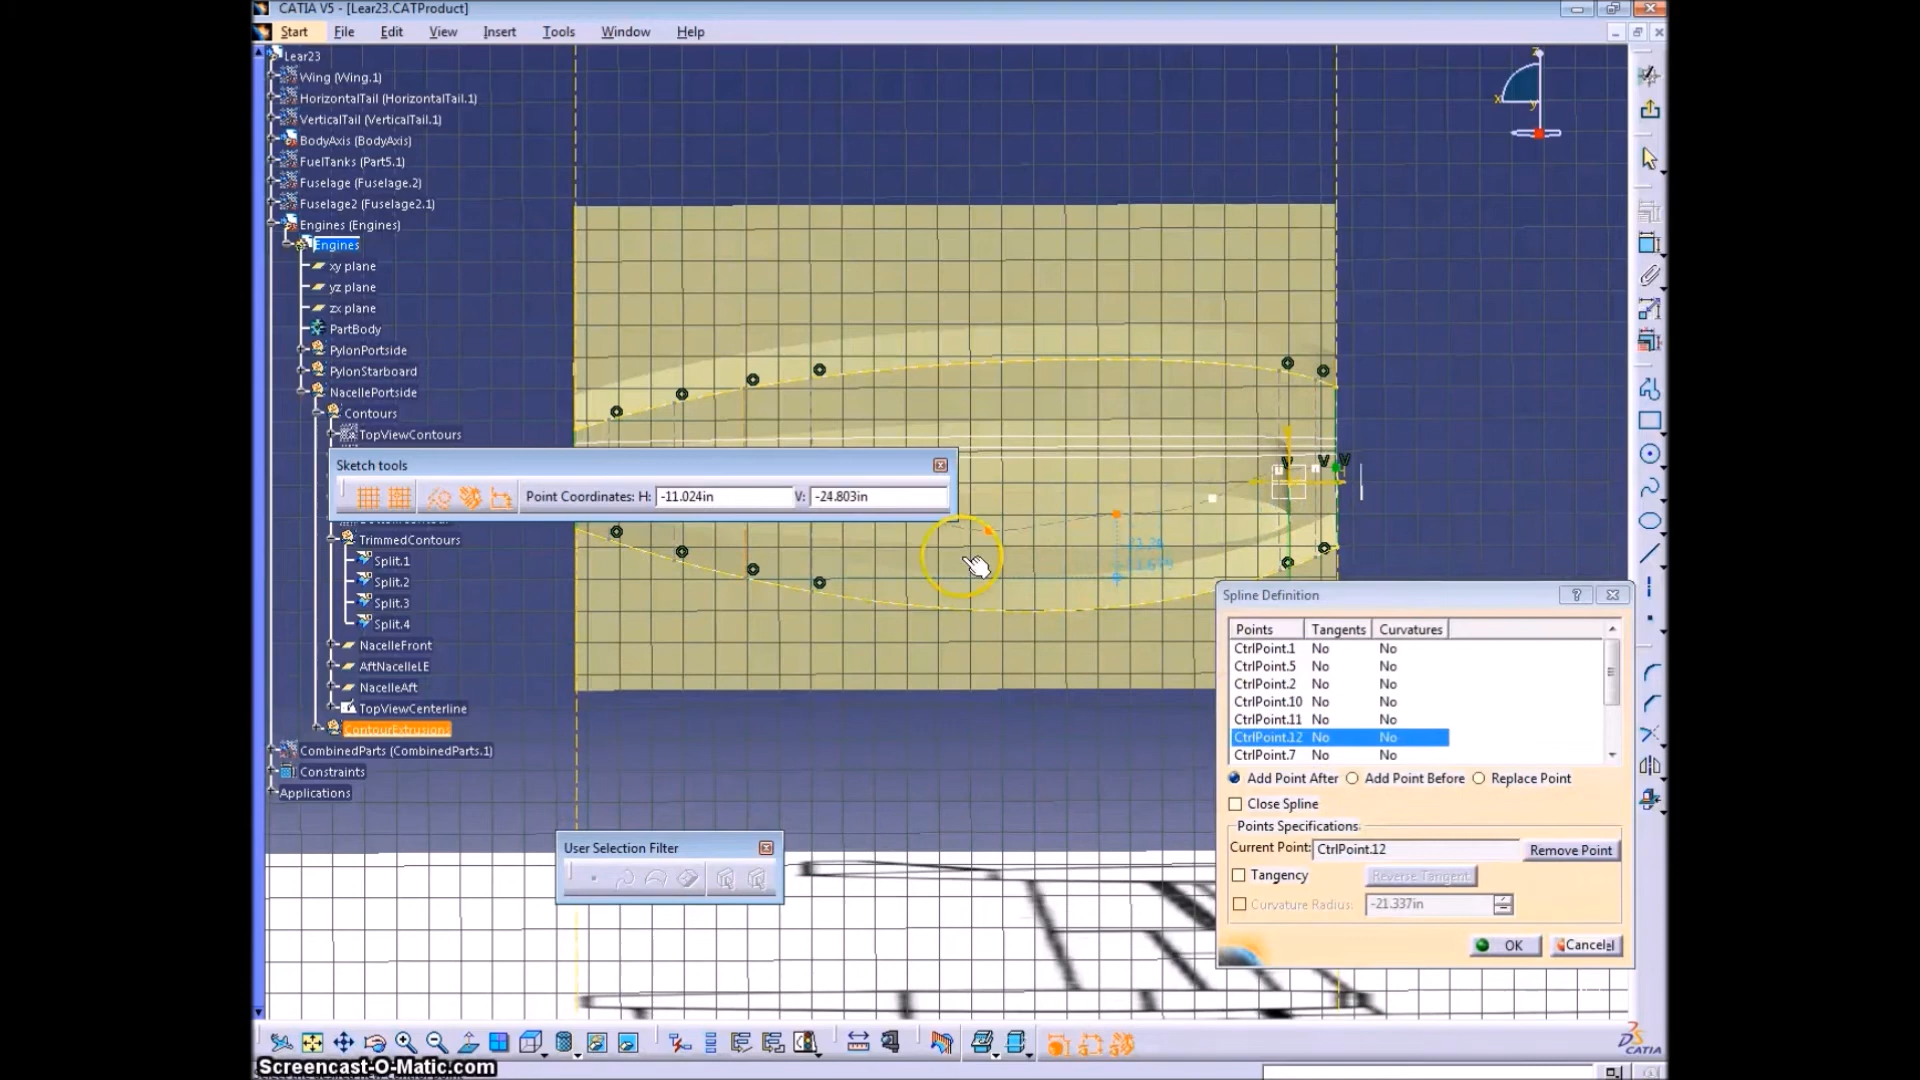 CATIA V5 - [Lear23.CATProduct]
Start File Edit View Insert Tools Window Help
Lear23
Wing (Wing.1)
HorizontalTail (HorizontalTail.1)
VerticalTail (VerticalTail.1)
BodyAxis (BodyAxis)
FuelTanks (Part5.1)
Fuselage (Fuselage.2)
Fuselage2 (Fuselage2.1)
Engines (Engines)
Engines
xy plane
yz plane
zx plane
PartBody
PylonPortside
PylonStarboard
NacellePortside
Contours
TopViewContours
Sketch tools
Point Coordinates: H: -11.024in V: -24.803in
TrimmedContours
Split.1
Split.2
Split.3
Split.4
NacelleFront
AftNacelleLE
NacelleAft
TopViewCenterline
ContourExtrusions
CombinedParts (CombinedParts.1)
Constraints
Applications
z
x
y
V V V
User Selection Filter
Spline Definition
Points Tangents Curvatures
CtrlPoint.1 No No
CtrlPoint.5 No No
CtrlPoint.2 No No
CtrlPoint.10 No No
CtrlPoint.11 No No
CtrlPoint.12 No No
CtrlPoint.7 No No
Add Point After Add Point Before Replace Point
Close Spline
Points Specifications
Current Point: CtrlPoint.12 Remove Point
Tangency Reverse Tangent
Curvature Radius: -21.337in
OK Cancel
CATIA
Screencast-O-Matic.com